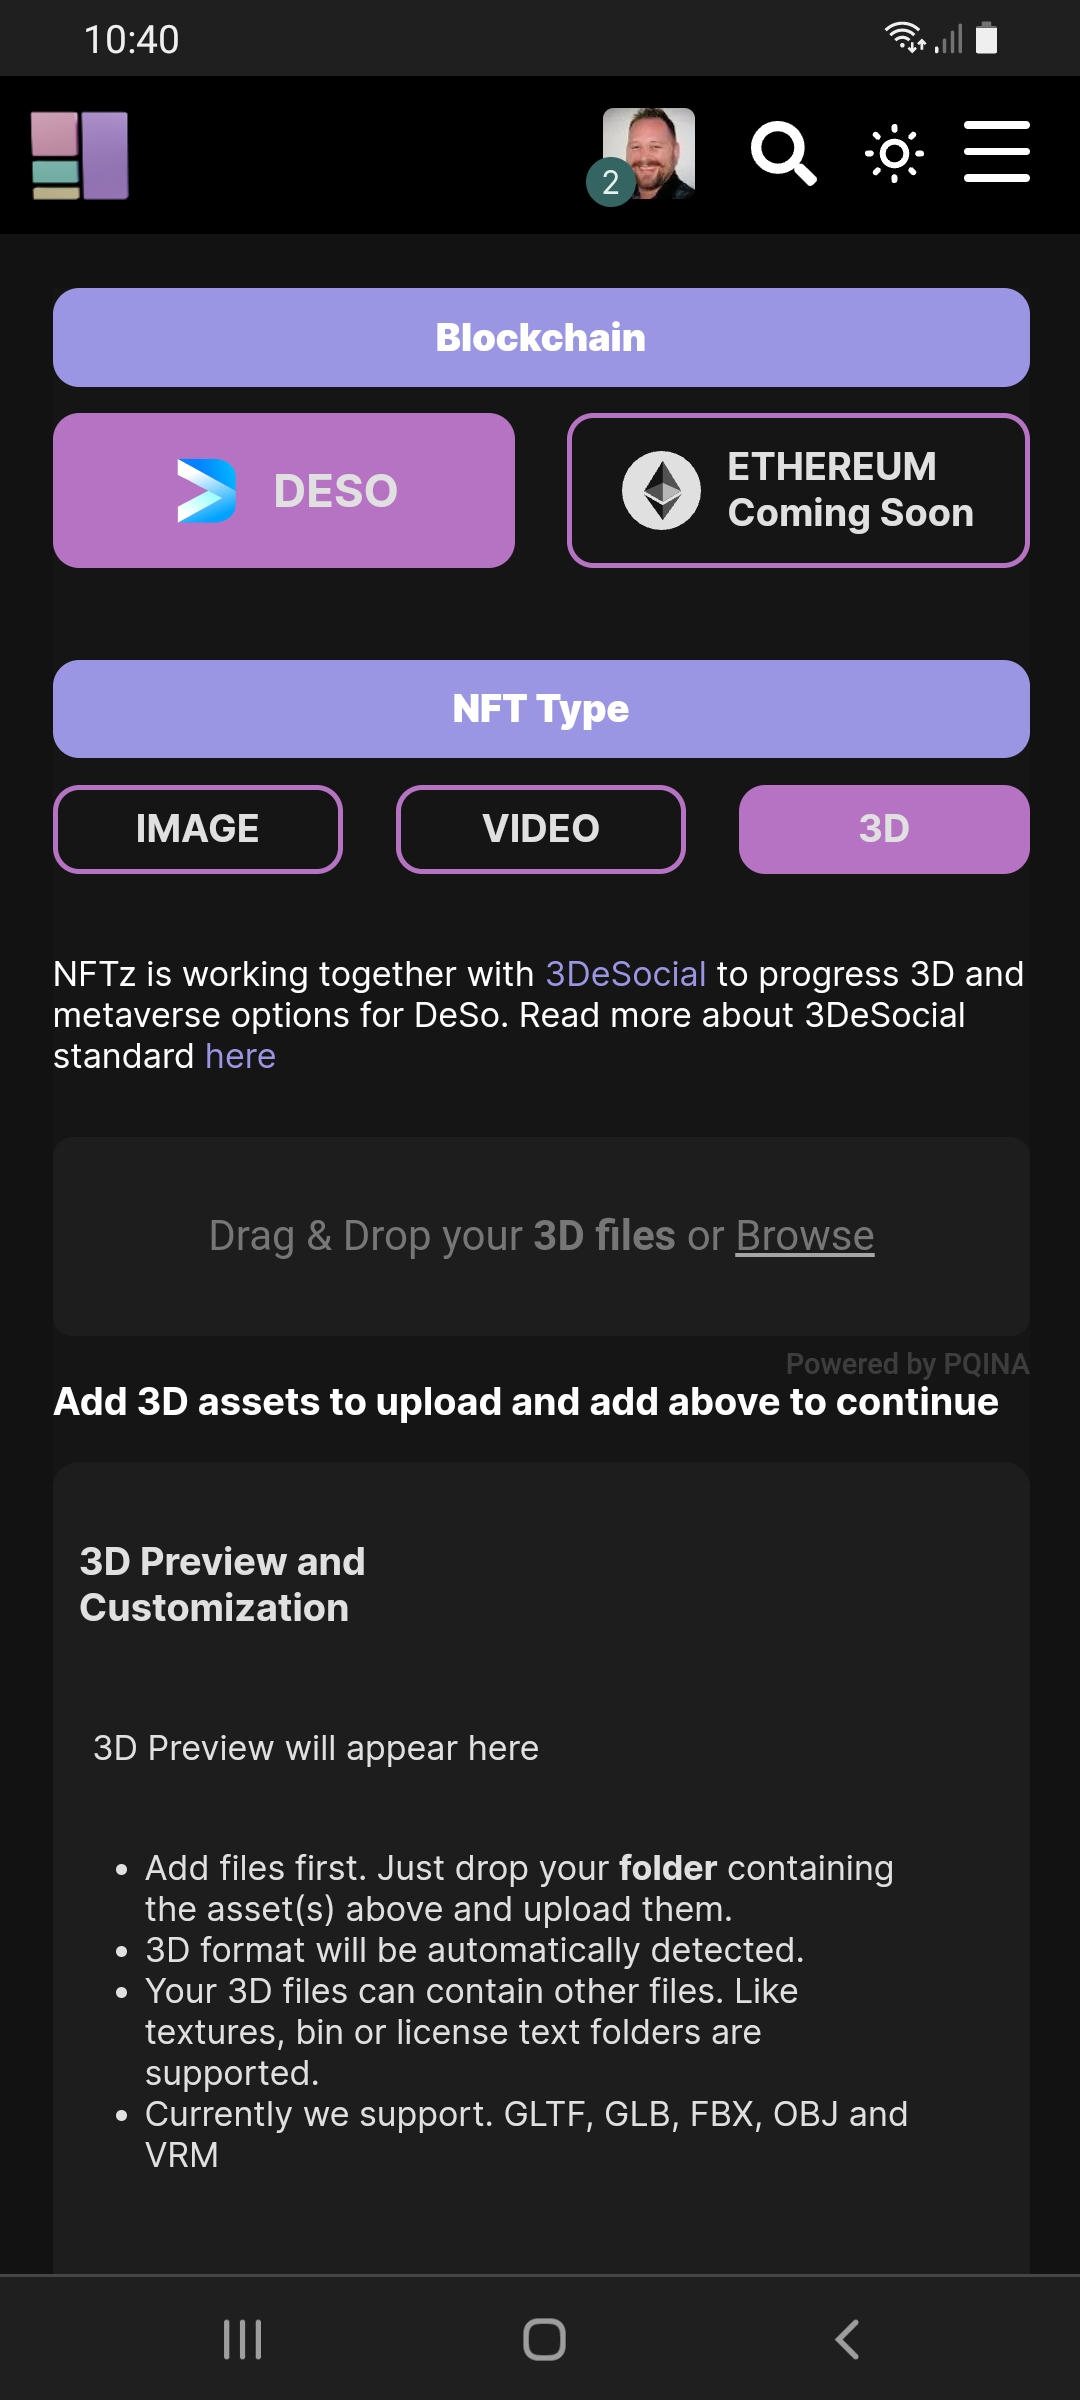 10:40
2
Blockchain
DESO
ETHEREUM
Coming Soon
NFT Type
IMAGE
VIDEO
3D
NFTz is working together with 3DeSocial to progress 3D and
metaverse options for DeSo. Read more about 3DeSocial
standard here
Drag & Drop your 3D files or Browse
Powered by PQINA
Add 3D assets to upload and add above to continue
3D Preview and
Customization
3D Preview will appear here
• Add files first. Just drop your folder containing
the asset(s) above and upload them.
• 3D format will be automatically detected.
• Your 3D files can contain other files. Like
textures, bin or license text folders are
supported.
• Currently we support. GLTF, GLB, FBX, OBJ and
VRM